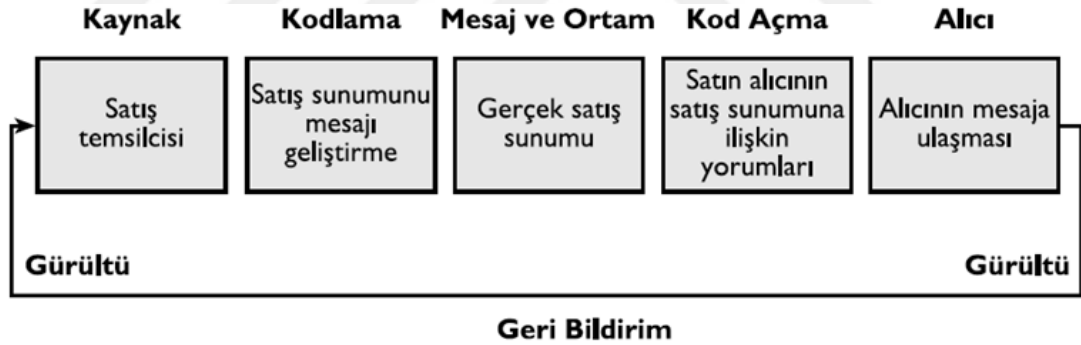 Kaynak
Kodlama
Mesaj ve Ortam
Kod Açma
Alıcı
Satış
temsilcisi
Satış sunumunu
mesajı
geliştirme
Gerçek satış
sunumu
Satın alıcının
satış sunumuna
ilişkin
yorumları
Alıcının mesaja
ulaşması
Gürültü
Gürültü
Geri Bildirim